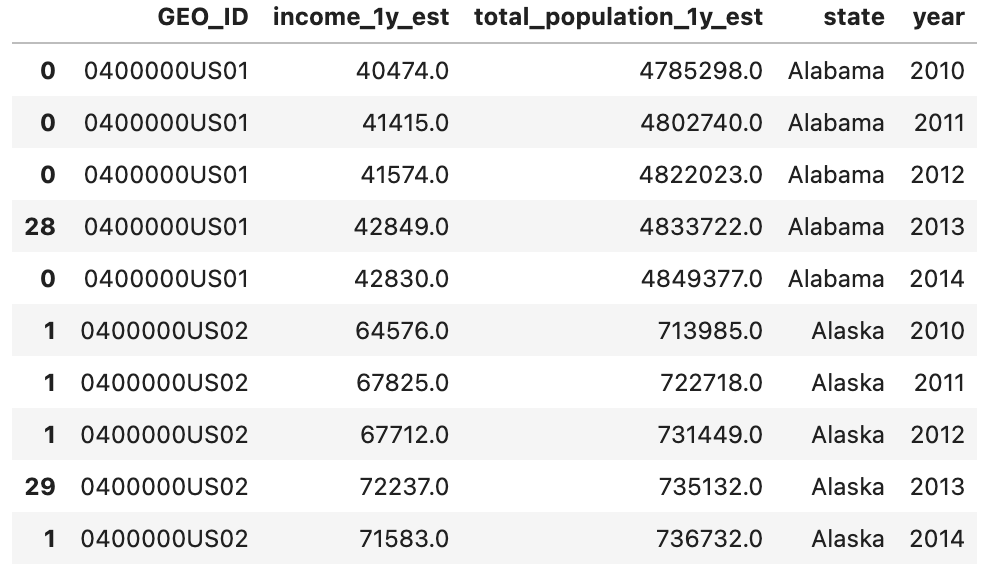 GEO_ID income_1y_est total_population_1y_est state year
0 0400000US01 40474.0 4785298.0 Alabama 2010
0 0400000US01 41415.0 4802740.0 Alabama 2011
0 0400000US01 41574.0 4822023.0 Alabama 2012
28 0400000US01 42849.0 4833722.0 Alabama 2013
0 0400000US01 42830.0 4849377.0 Alabama 2014
1 0400000US02 64576.0 713985.0 Alaska 2010
1 0400000US02 67825.0 722718.0 Alaska 2011
1 0400000US02 67712.0 731449.0 Alaska 2012
29 0400000US02 72237.0 735132.0 Alaska 2013
1 0400000US02 71583.0 736732.0 Alaska 2014